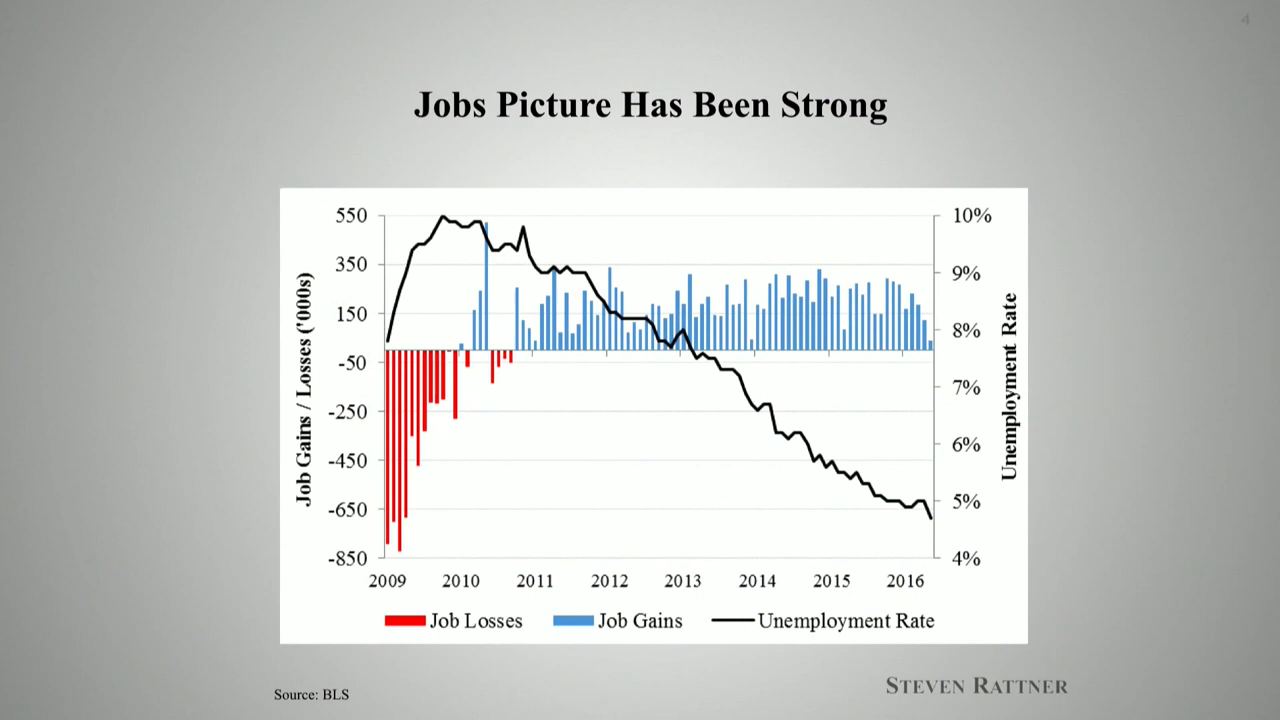 4
Jobs Picture Has Been Strong
Job Gains / Losses ('000s)
550
350
150
-50
-250
-450
-650
-850
10%
9%
8%
7%
6%
5%
4%
Unemployment Rate
2009 2010 2011 2012 2013 2014 2015 2016
Job Losses Job Gains Unemployment Rate
Source: BLS
STEVEN RATTNER